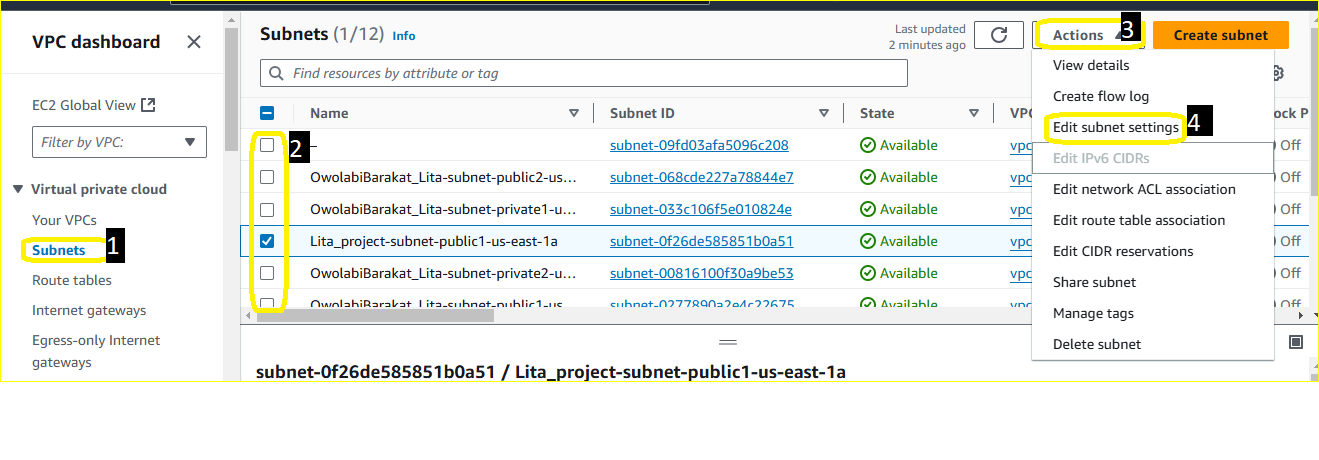 VPC dashboard
EC2 Global View
Filter by VPC:
Virtual private cloud
Your VPCs
Subnets
1
Route tables
Internet gateways
Egress-only Internet
gateways
Subnets (1/12) Info
Last updated
2 minutes ago
Actions
3
Create subnet
Find resources by attribute or tag
Name
Subnet ID
State
VPC
ock P
2
– subnet-09fd03afa5096c208 Available vpc Off
OwolabiBarakat_Lita-subnet-public2-us... subnet-068cde227a78844e7 Available
OwolabiBarakat_Lita-subnet-private1-u... subnet-033c106f5e010824e Available vpc Off
Lita_project-subnet-public1-us-east-1a subnet-0f26de585851b0a51 Available vpc Off
OwolabiBarakat_Lita-subnet-private2-u... subnet-00816100f30a9be53 Available vpc Off
OwolabiBarakat_Lita-subnet-public1-us... subnet-0277890a2e4c22675 Available vpc Off
View details
Create flow log
Edit subnet settings
4
Edit IPv6 CIDRs
Edit network ACL association
Edit route table association
Edit CIDR reservations
Share subnet
Manage tags
Delete subnet
subnet-0f26de585851b0a51 / Lita_project-subnet-public1-us-east-1a